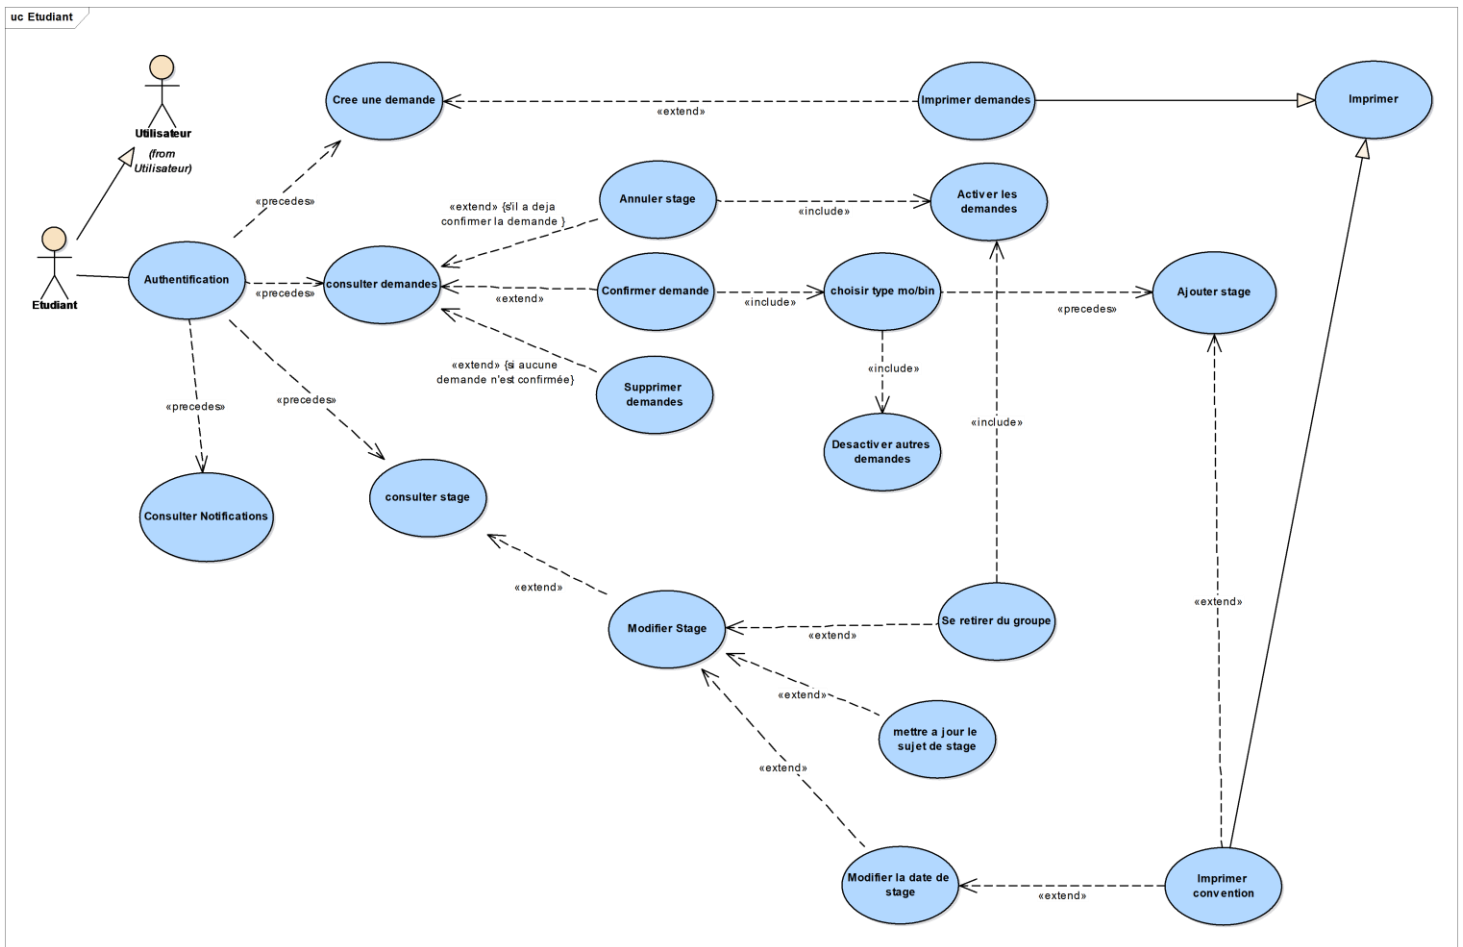 uc Etudiant
Utilisateur
(from
Utilisateur)
Etudiant
Cree une demande
«extend»
Imprimer demandes
Imprimer
«precedes»
Annuler stage
«extend» {s'il a deja
confirmer la demande }
«include»
Activer les
demandes
Authentification
«precedes»
consulter demandes
«extend»
Confirmer demande
«include»
choisir type mo/bin
«precedes»
Ajouter stage
«extend» {si aucune
demande n'est confirmée}
Supprimer
demandes
«include»
Desactiver autres
demandes
«include»
«precedes»
«precedes»
Consulter Notifications
consulter stage
«extend»
Modifier Stage
«extend»
Se retirer du groupe
«extend»
«extend»
mettre a jour le
sujet de stage
«extend»
Modifier la date de
stage
«extend»
Imprimer
convention